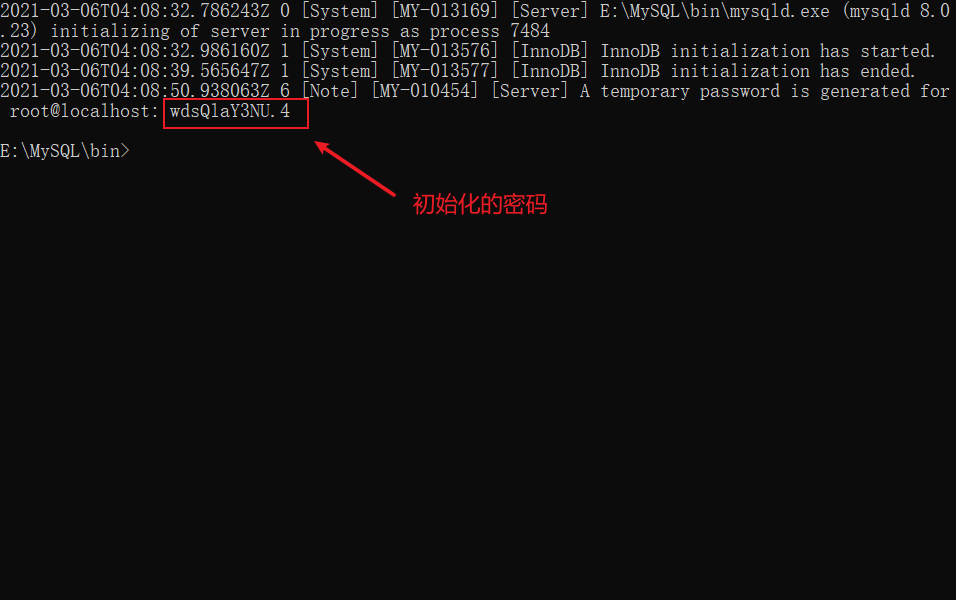 2021-03-06T04:08:32.786243Z 0 [System] [MY-013169] [Server] E:\MySQL\bin\mysqld.exe (mysqld 8.0
.23) initializing of server in progress as process 7484
2021-03-06T04:08:32.986160Z 1 [System] [MY-013576] [InnoDB] InnoDB initialization has started.
2021-03-06T04:08:39.565647Z 1 [System] [MY-013577] [InnoDB] InnoDB initialization has ended.
2021-03-06T04:08:50.938063Z 6 [Note] [MY-010454] [Server] A temporary password is generated for
root@localhost: wdsQlaY3NU.4
E:\MySQL\bin>
初始化的密码